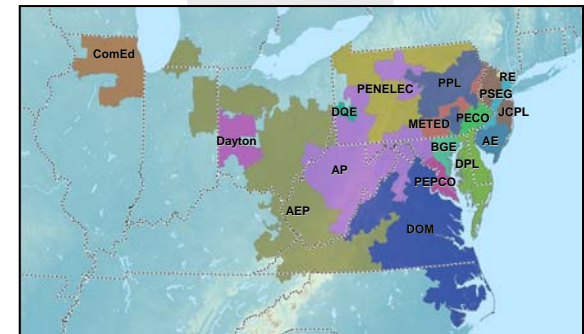 ComEd
RE
PPL
PENELEC
PSEG
DQE
JCPL
METED
PECO
Dayton
AE
BGE
DPL
AP
PEPCO
AEP
DOM